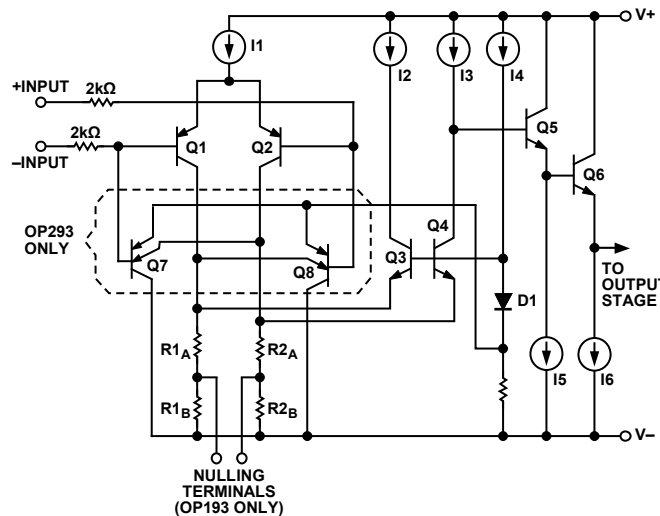 V+
I1
I2
I3
I4
+INPUT
2kΩ
–INPUT
2kΩ
Q1
Q2
Q5
Q6
OP293
ONLY
Q7
Q8
Q3
Q4
D1
TO
OUTPUT
STAGE
R1A
R2A
R1B
R2B
I5
I6
V–
NULLING
TERMINALS
(OP193 ONLY)